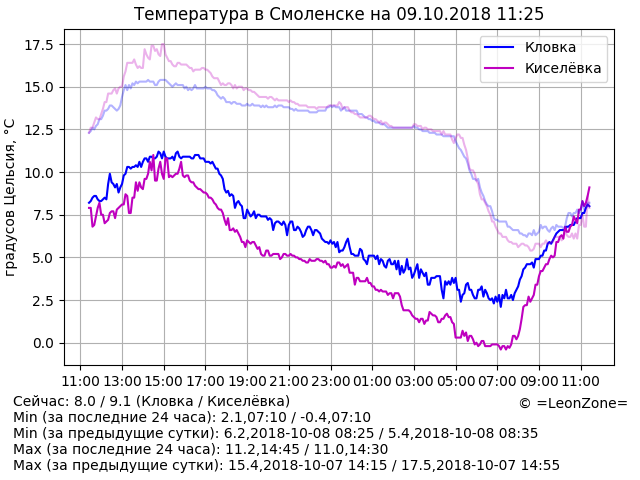 Температура в Смоленске на 09.10.2018 11:25
градусов Цельсия, °C
17.5
15.0
12.5
10.0
7.5
5.0
2.5
0.0
Кловка
Киселёвка
11:00 13:00 15:00 17:00 19:00 21:00 23:00 01:00 03:00 05:00 07:00 09:00 11:00
Сейчас: 8.0 / 9.1 (Кловка / Киселёвка)
© =LeonZone=
Min (за последние 24 часа): 2.1,07:10 / -0.4,07:10
Min (за предыдущие сутки): 6.2,2018-10-08 08:25 / 5.4,2018-10-08 08:35
Max (за последние 24 часа): 11.2,14:45 / 11.0,14:30
Max (за предыдущие сутки): 15.4,2018-10-07 14:15 / 17.5,2018-10-07 14:55